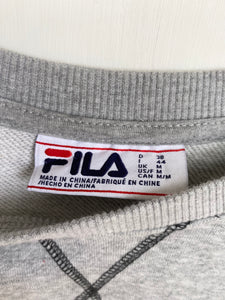 FILA
D 38
I 44
UK M
US/F M
CAN M/M
MADE IN CHINA/FABRIQUÉ EN CHINE
/HECHO EN CHINA